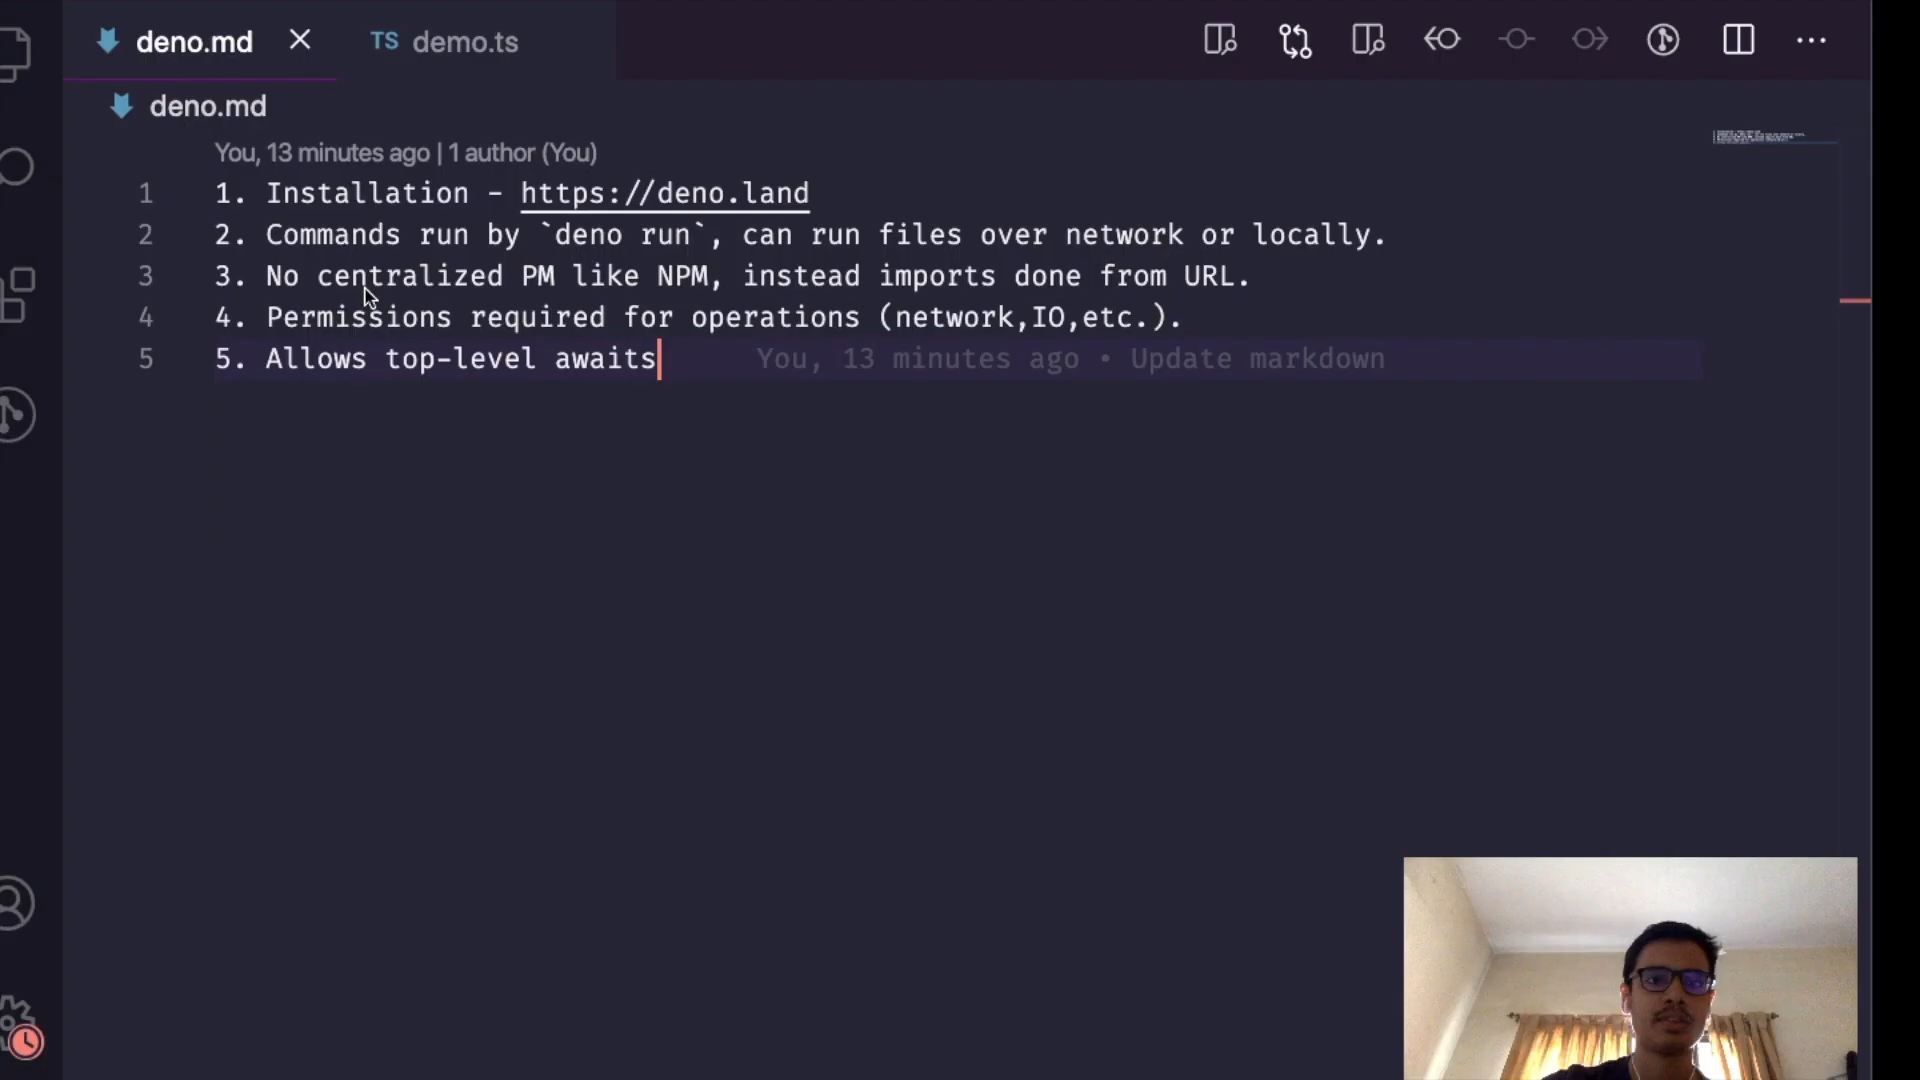 deno.md
TS demo.ts
deno.md
You, 13 minutes ago | 1 author (You)
1 1. Installation - https://deno.land
2 2. Commands run by `deno run`, can run files over network or locally.
3 3. No centralized PM like NPM, instead imports done from URL.
4 4. Permissions required for operations (network,IO,etc.).
5 5. Allows top-level awaits You, 13 minutes ago • Update markdown